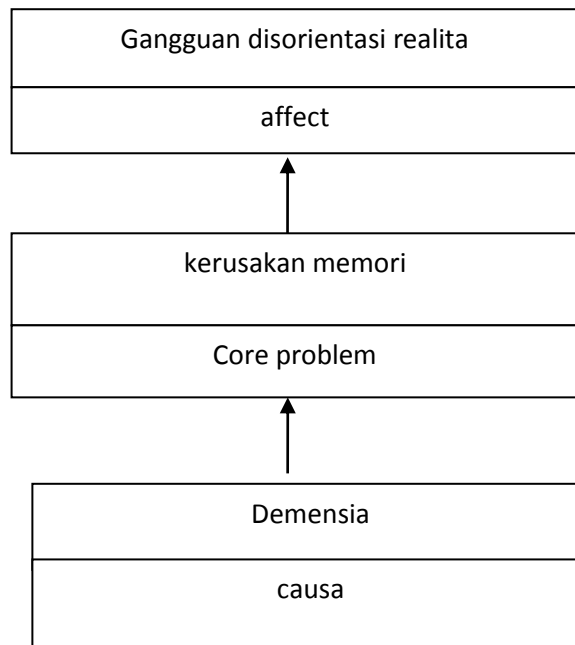 Gangguan disorientasi realita
affect
kerusakan memori
Core problem
Demensia
causa